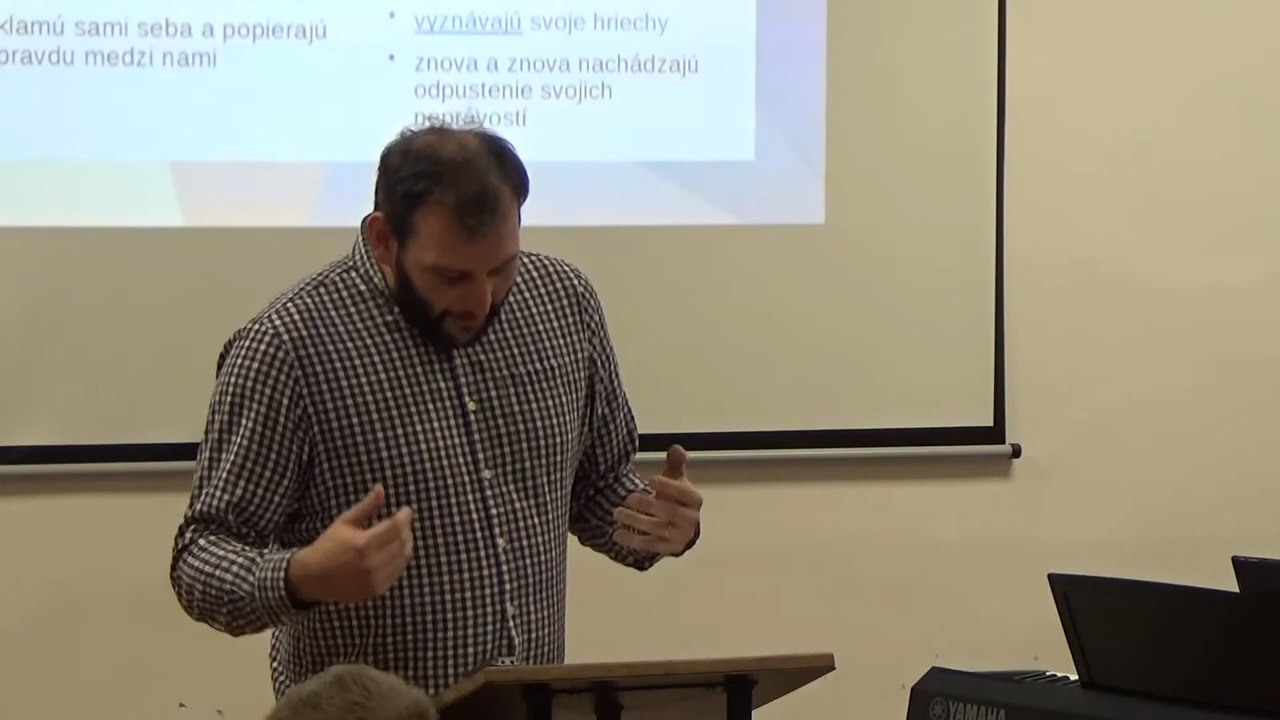 klamú sami seba a popierajú
pravdu medzi nami
vyznávajú svoje hriechy
znova a znova nachádzajú
odpustenie svojich
neprávostí
YAMAHA